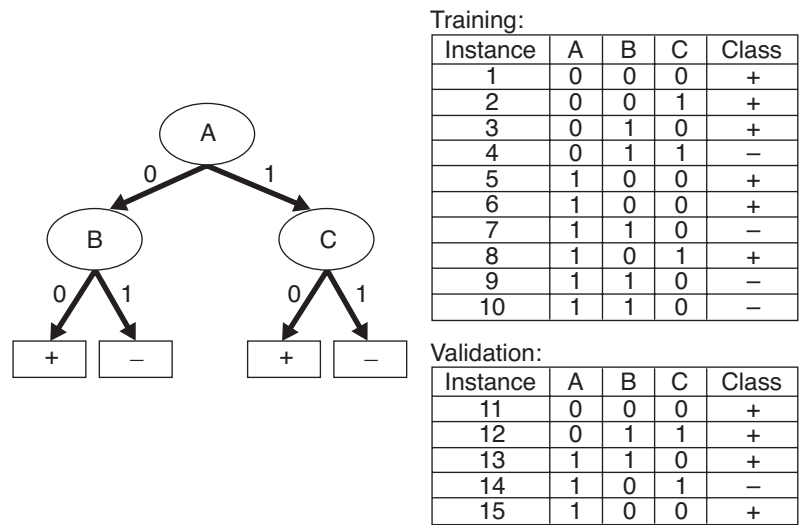 A
0 1
B C
0 1 0 1
+ – + –
Training:
Instance A B C Class
1 0 0 0 +
2 0 0 1 +
3 0 1 0 +
4 0 1 1 –
5 1 0 0 +
6 1 0 0 +
7 1 1 0 –
8 1 0 1 +
9 1 1 0 –
10 1 1 0 –
Validation:
Instance A B C Class
11 0 0 0 +
12 0 1 1 +
13 1 1 0 +
14 1 0 1 –
15 1 0 0 +